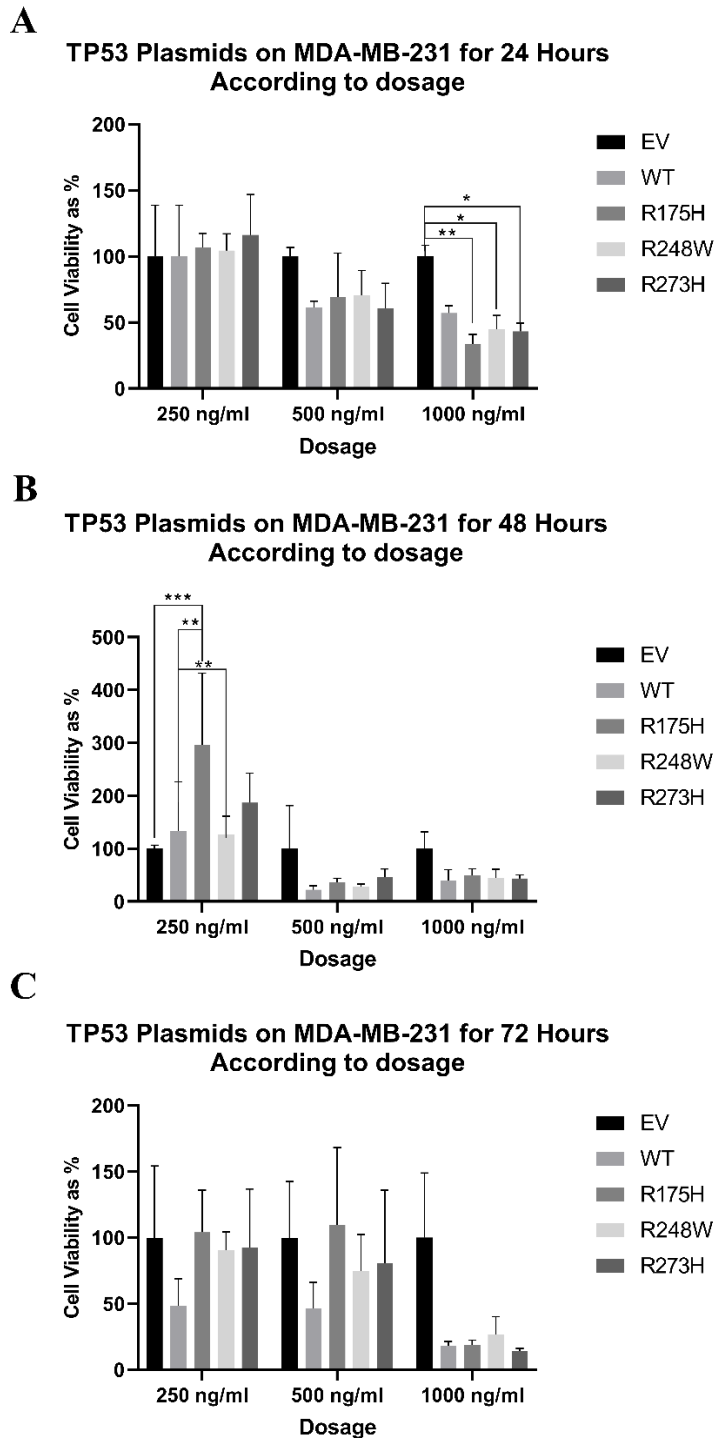 A
TP53 Plasmids on MDA-MB-231 for 24 Hours
According to dosage
Cell Viability as %
200
150
100
50
0
*
*
**
250 ng/ml 500 ng/ml 1000 ng/ml
Dosage
EV
WT
R175H
R248W
R273H
B
TP53 Plasmids on MDA-MB-231 for 48 Hours
According to dosage
Cell Viability as %
500
400
300
200
100
0
***
**
**
250 ng/ml 500 ng/ml 1000 ng/ml
Dosage
EV
WT
R175H
R248W
R273H
C
TP53 Plasmids on MDA-MB-231 for 72 Hours
According to dosage
Cell Viability as %
200
150
100
50
0
250 ng/ml 500 ng/ml 1000 ng/ml
Dosage
EV
WT
R175H
R248W
R273H